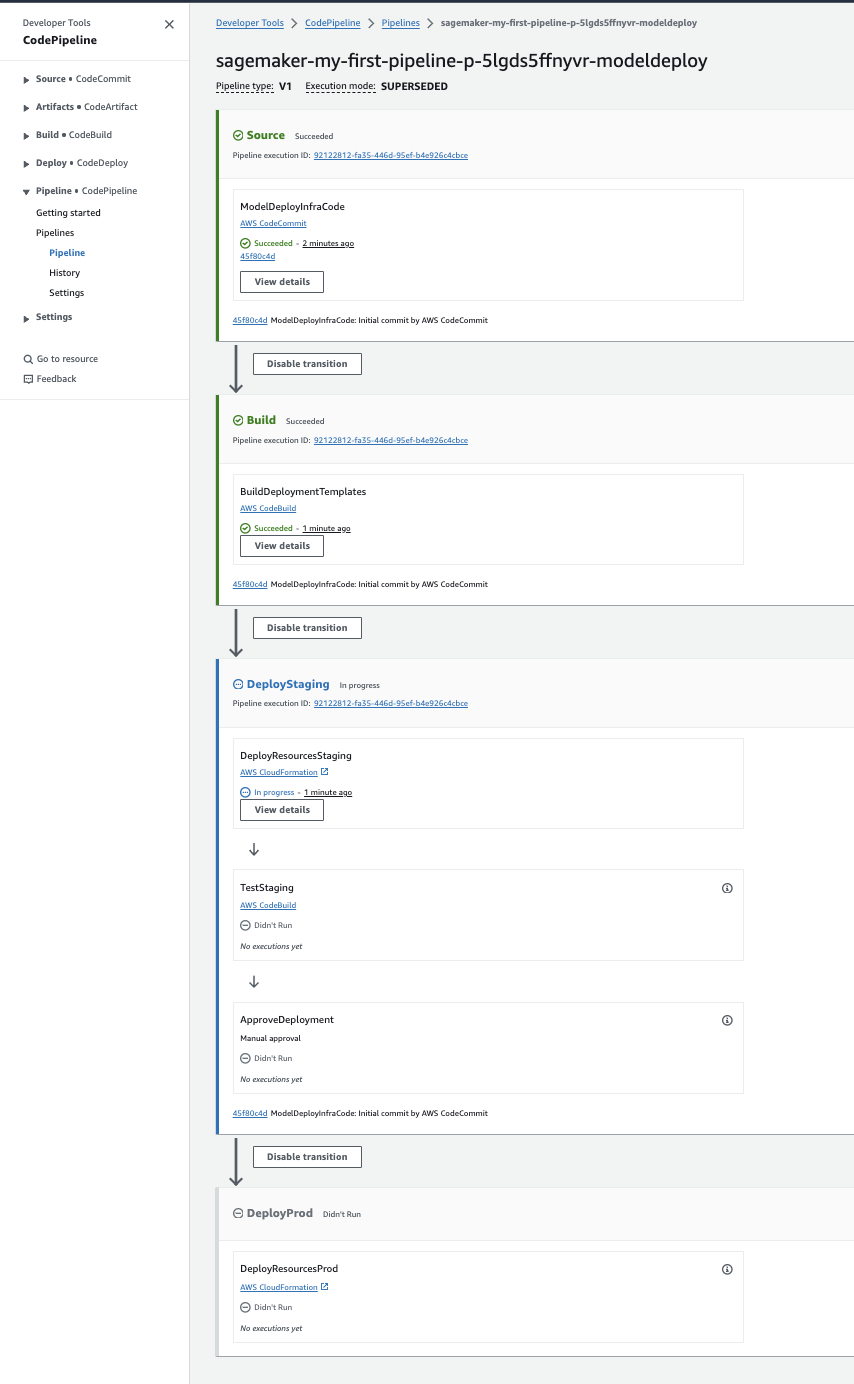 Developer Tools
CodePipeline
Source • CodeCommit
Artifacts • CodeArtifact
Build • CodeBuild
Deploy • CodeDeploy
Pipeline • CodePipeline
Getting started
Pipelines
Pipeline
History
Settings
Settings
Go to resource
Feedback
Developer Tools > CodePipeline > Pipelines > sagemaker-my-first-pipeline-p-5lgds5ffnyvr-modeldeploy
sagemaker-my-first-pipeline-p-5lgds5ffnyvr-modeldeploy
Pipeline type: V1 Execution mode: SUPERSEDED
Source Succeeded
Pipeline execution ID: 92122812-fa35-446d-95ef-b4e926c4cbce
ModelDeployInfraCode
AWS CodeCommit
Succeeded - 2 minutes ago
45f80c4d
View details
45f80c4d ModelDeployInfraCode: Initial commit by AWS CodeCommit
Disable transition
Build Succeeded
Pipeline execution ID: 92122812-fa35-446d-95ef-b4e926c4cbce
BuildDeploymentTemplates
AWS CodeBuild
Succeeded - 1 minute ago
View details
45f80c4d ModelDeployInfraCode: Initial commit by AWS CodeCommit
Disable transition
DeployStaging In progress
Pipeline execution ID: 92122812-fa35-446d-95ef-b4e926c4cbce
DeployResourcesStaging
AWS CloudFormation
In progress - 1 minute ago
View details
TestStaging
AWS CodeBuild
Didn't Run
No executions yet
ApproveDeployment
Manual approval
Didn't Run
No executions yet
45f80c4d ModelDeployInfraCode: Initial commit by AWS CodeCommit
Disable transition
DeployProd Didn't Run
DeployResourcesProd
AWS CloudFormation
Didn't Run
No executions yet